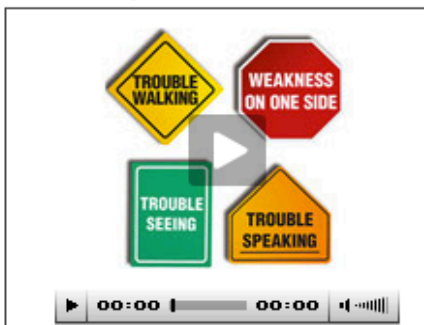 TROUBLE
WALKING
WEAKNESS
ON ONE SIDE
TROUBLE
SEEING
TROUBLE
SPEAKING
00:00 00:00